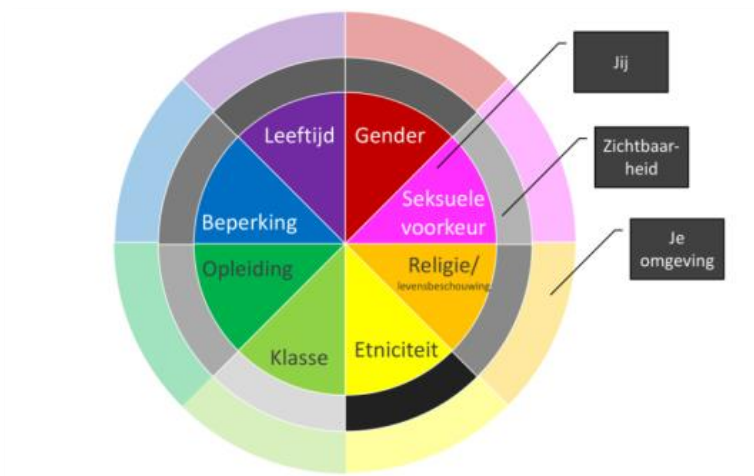 Jij
Leeftijd
Gender
Zichtbaar-
heid
Beperking
Seksuele
voorkeur
Je
omgeving
Opleiding
Religie/
levensbeschouwing
Klasse
Etniciteit